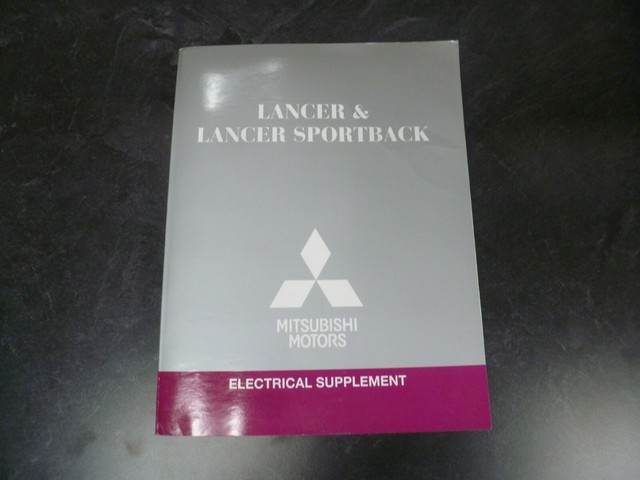 LANCER &
LANCER SPORTBACK
MITSUBISHI
MOTORS
ELECTRICAL SUPPLEMENT